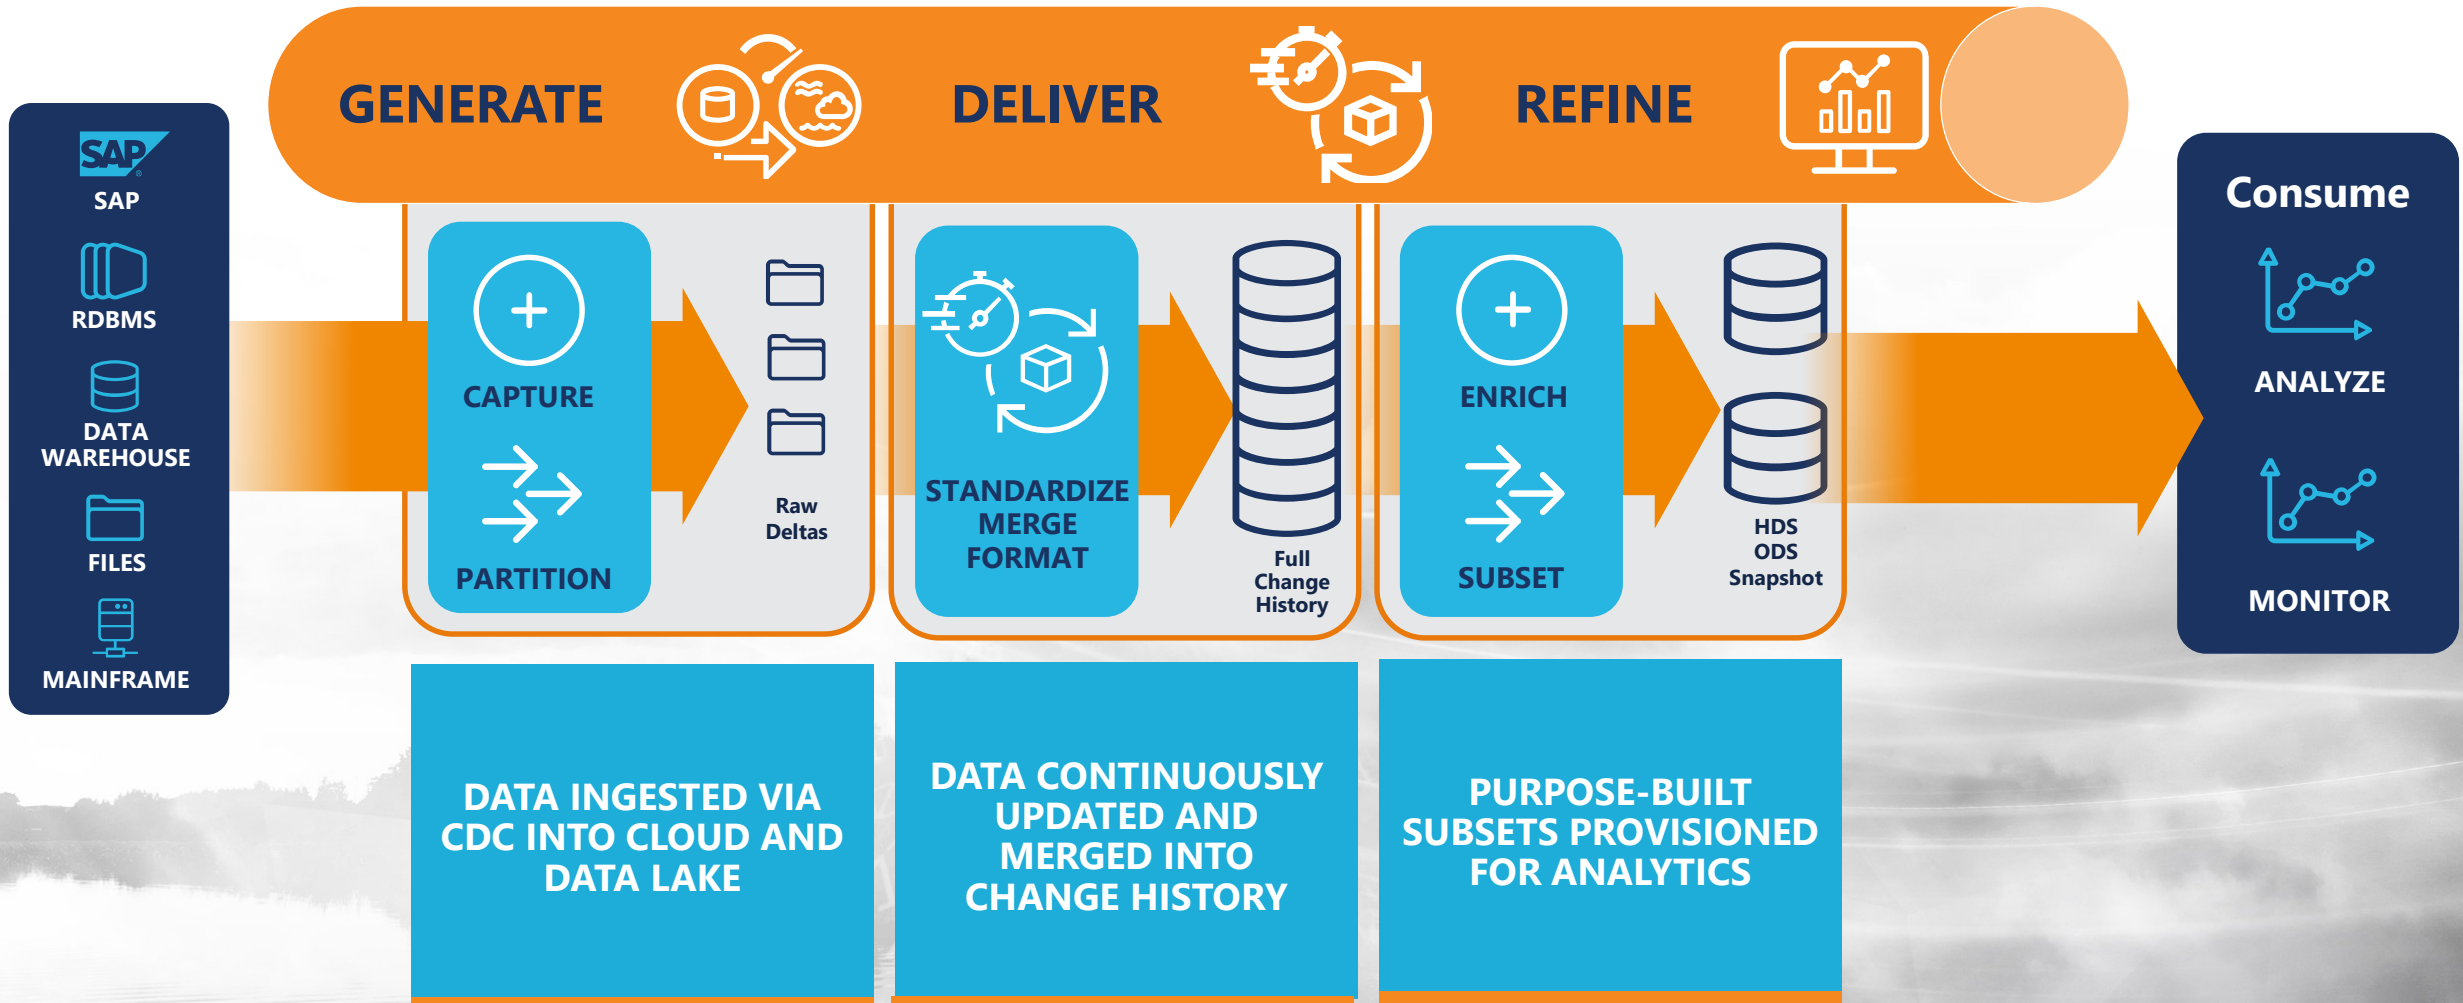 GENERATE
DELIVER
REFINE
SAP
®
SAP
RDBMS
DATA
WAREHOUSE
FILES
MAINFRAME
CAPTURE
PARTITION
Raw
Deltas
STANDARDIZE
MERGE
FORMAT
Full
Change
History
ENRICH
SUBSET
HDS
ODS
Snapshot
Consume
ANALYZE
MONITOR
DATA INGESTED VIA
CDC INTO CLOUD AND
DATA LAKE
DATA CONTINUOUSLY
UPDATED AND
MERGED INTO
CHANGE HISTORY
PURPOSE-BUILT
SUBSETS PROVISIONED
FOR ANALYTICS